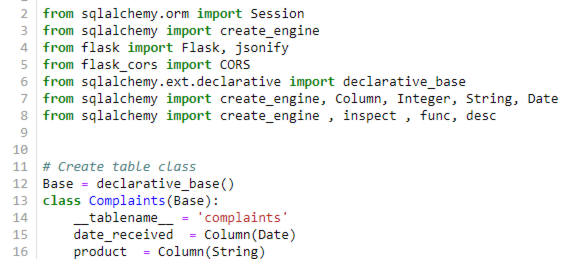 2 from sqlalchemy.orm import Session
3 from sqlalchemy import create_engine
4 from flask import Flask, jsonify
5 from flask_cors import CORS
6 from sqlalchemy.ext.declarative import declarative_base
7 from sqlalchemy import create_engine, Column, Integer, String, Date
8 from sqlalchemy import create_engine , inspect , func, desc
9
10
11 # Create table class
12 Base = declarative_base()
13 class Complaints(Base):
14     __tablename__ = 'complaints'
15     date_received  = Column(Date)
16     product  = Column(String)